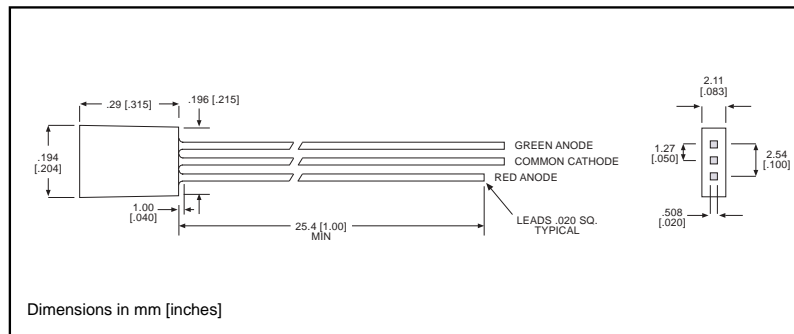 .29 [.315]
.196 [.215]
.194
[.204]
1.00
[.040]
25.4 [1.00]
MIN
GREEN ANODE
COMMON CATHODE
RED ANODE
LEADS .020 SQ.
TYPICAL
2.11
[.083]
1.27
[.050]
2.54
[.100]
.508
[.020]
Dimensions in mm [inches]